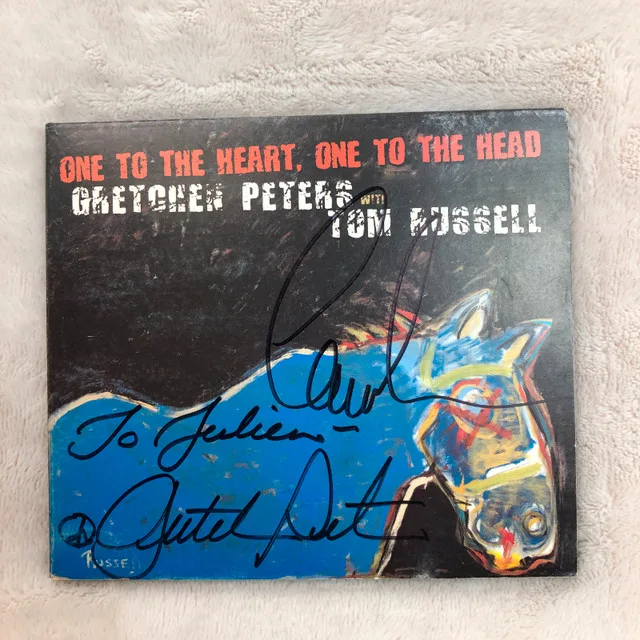 ONE TO THE HEART, ONE TO THE HEAD
GRETCHEN PETERS WITH
TOM RUSSELL
To Julien-
RUSSELL